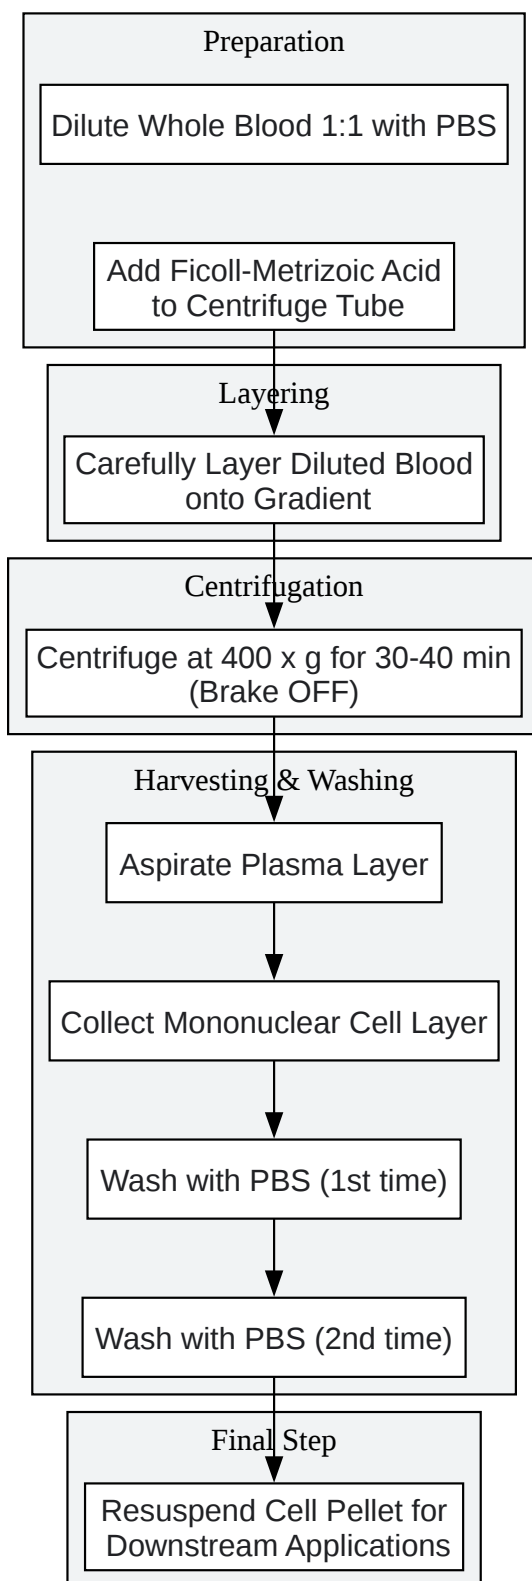 Preparation
Dilute Whole Blood 1:1 with PBS
Add Ficoll-Metrizoic Acid
to Centrifuge Tube
Layering
Carefully Layer Diluted Blood
onto Gradient
Centrifugation
Centrifuge at 400 x g for 30-40 min
(Brake OFF)
Harvesting & Washing
Aspirate Plasma Layer
Collect Mononuclear Cell Layer
Wash with PBS (1st time)
Wash with PBS (2nd time)
Final Step
Resuspend Cell Pellet for
Downstream Applications